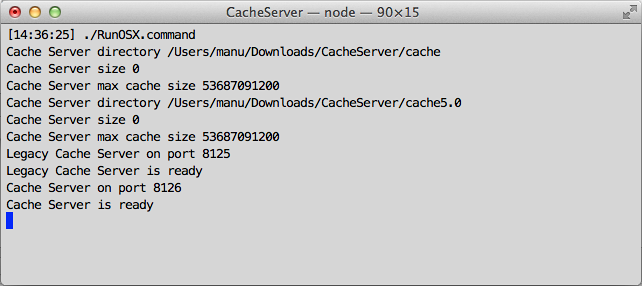 CacheServer — node — 90×15
[14:36:25] ./RunOSX.command
Cache Server directory /Users/manu/Downloads/CacheServer/cache
Cache Server size 0
Cache Server max cache size 53687091200
Cache Server directory /Users/manu/Downloads/CacheServer/cache5.0
Cache Server size 0
Cache Server max cache size 53687091200
Legacy Cache Server on port 8125
Legacy Cache Server is ready
Cache Server on port 8126
Cache Server is ready